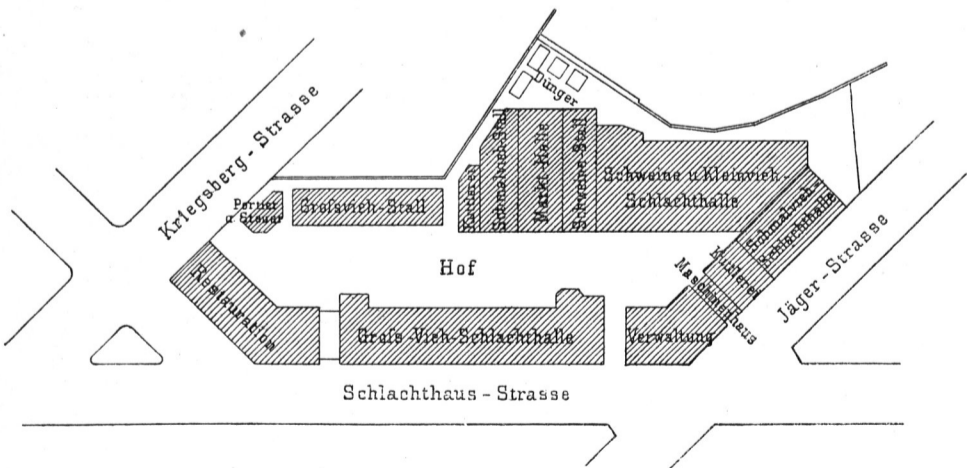 Kriegsberg - Strasse
Dünger
Portier
u Steuer
Grofsvieh-Stall
Kuttlerei
Schmalvieh-Stall
Markt-Halle
Schweine-Stall
Schweine u Kleinvieh-
Schlachthalle
Schmalvieh-
Schlachthalle
Kuttlerei
Maschinenhaus
Jäger-Strasse
Hof
Restauration
Grofs-Vieh-Schlachthalle
Verwaltung
Schlachthaus - Strasse